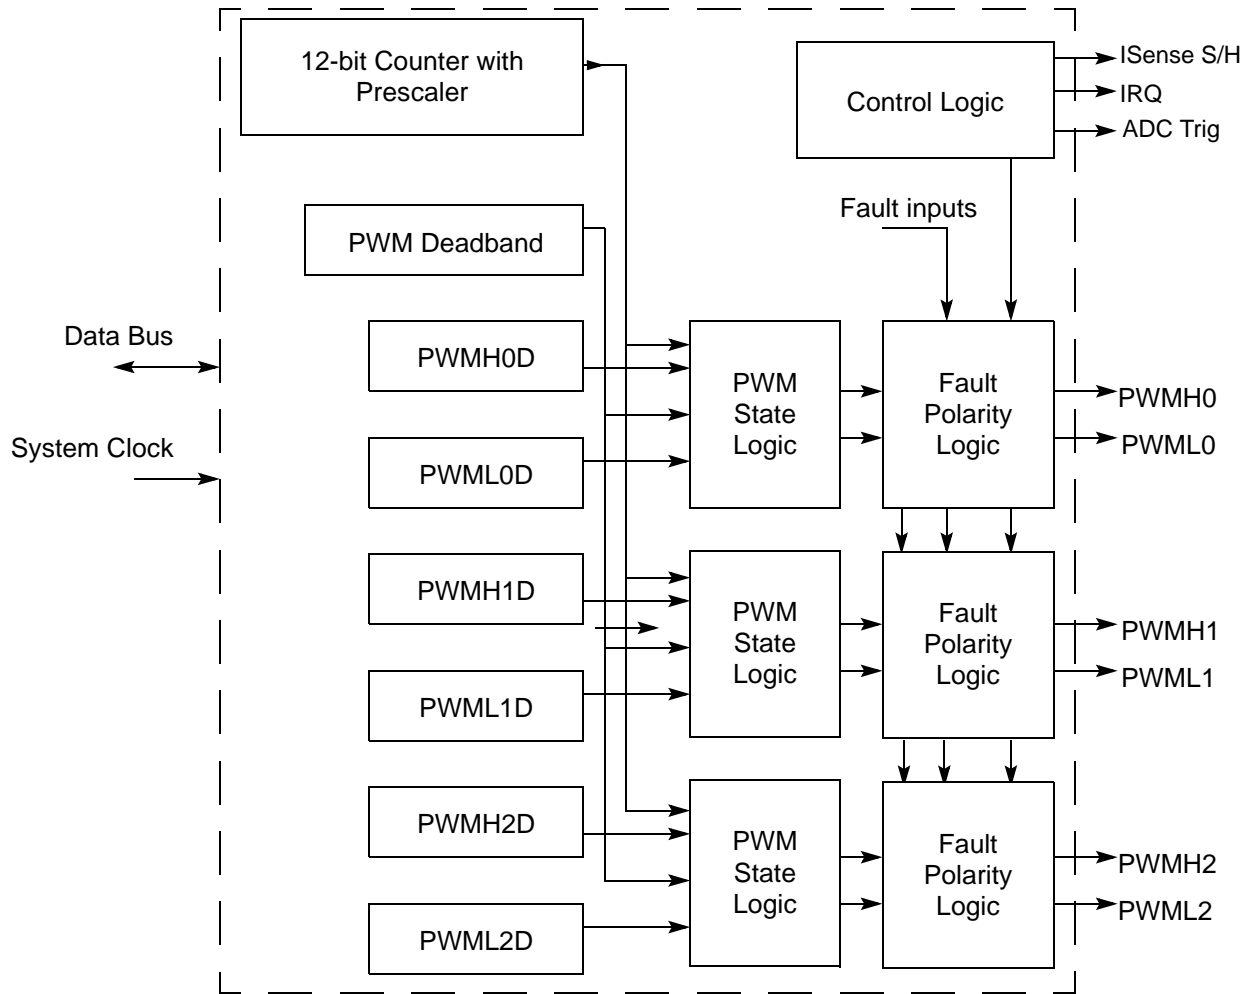 12-bit Counter with
Prescaler
Control Logic
ISense S/H
IRQ
ADC Trig
PWM Deadband
Fault inputs
Data Bus
System Clock
PWMH0D
PWML0D
PWM
State
Logic
Fault
Polarity
Logic
PWMH0
PWML0
PWMH1D
PWML1D
PWM
State
Logic
Fault
Polarity
Logic
PWMH1
PWML1
PWMH2D
PWML2D
PWM
State
Logic
Fault
Polarity
Logic
PWMH2
PWML2